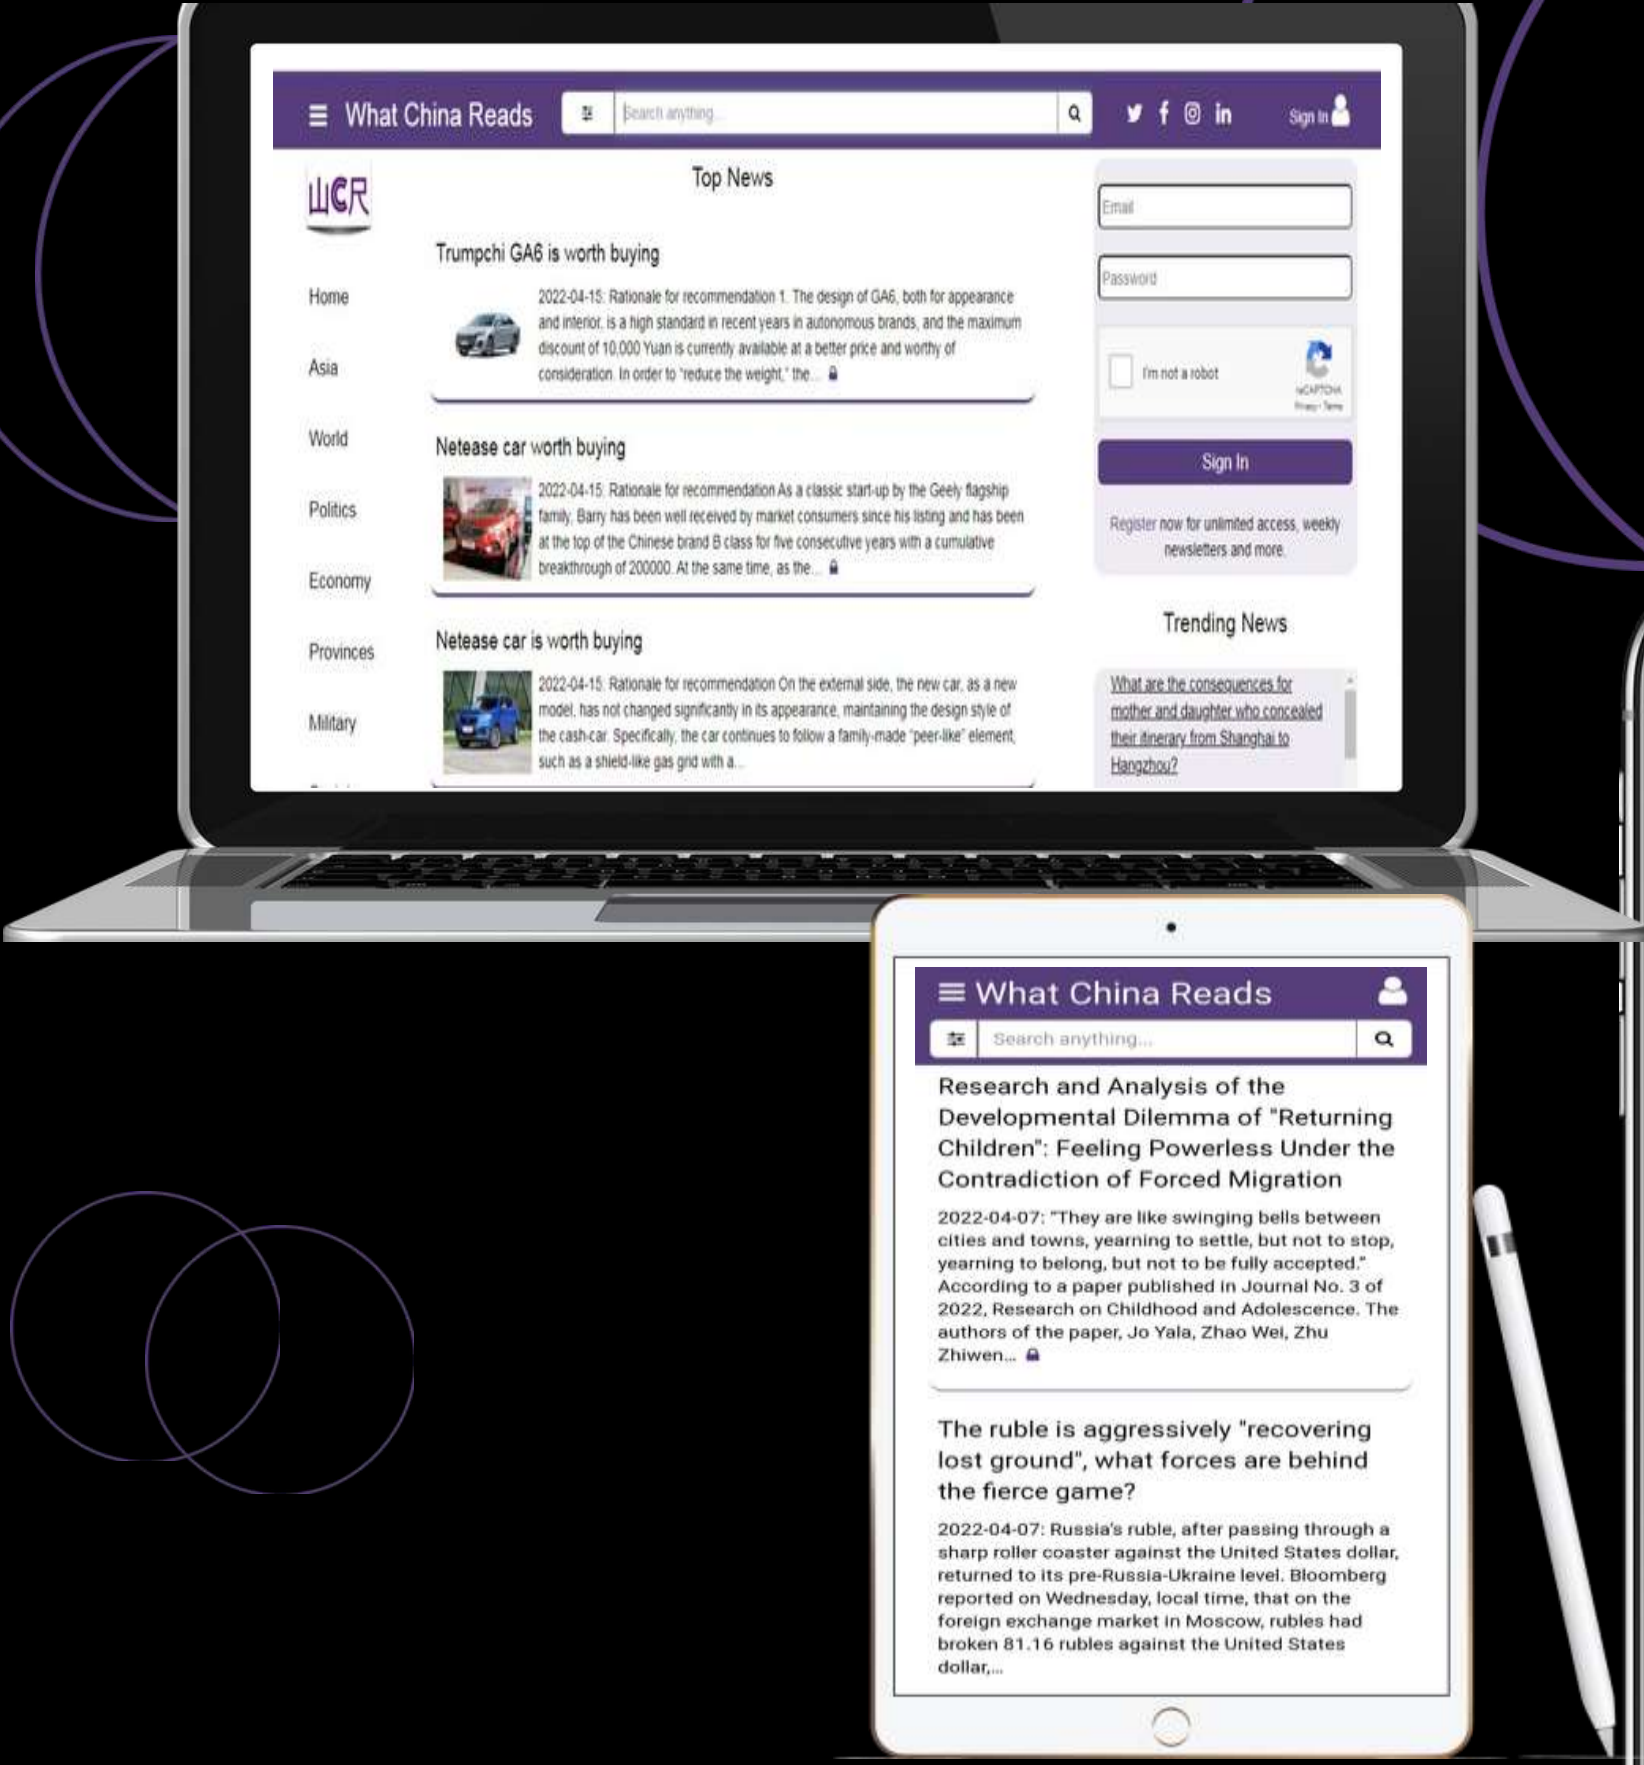 What China Reads
Search anything...
Sign In
WCR
Home
Asia
World
Politics
Economy
Provinces
Military
Top News
Trumpchi GA6 is worth buying
2022-04-15: Rationale for recommendation 1. The design of GA6, both for appearance
and interior, is a high standard in recent years in autonomous brands, and the maximum
discount of 10,000 Yuan is currently available at a better price and worthy of
consideration. In order to "reduce the weight," the...
Netease car worth buying
2022-04-15: Rationale for recommendation As a classic start-up by the Geely flagship
family, Barry has been well received by market consumers since his listing and has been
at the top of the Chinese brand B class for five consecutive years with a cumulative
breakthrough of 200000. At the same time, as the...
Netease car is worth buying
2022-04-15: Rationale for recommendation On the external side, the new car, as a new
model, has not changed significantly in its appearance, maintaining the design style of
the cash-car. Specifically, the car continues to follow a family-made "peer-like" element,
such as a shield-like gas grid with a...
Email
Password
I'm not a robot
reCAPTCHA
Privacy - Terms
Sign In
Register now for unlimited access, weekly
newsletters and more.
Trending News
What are the consequences for
mother and daughter who concealed
their itinerary from Shanghai to
Hangzhou?
What China Reads
Search anything...
Research and Analysis of the
Developmental Dilemma of "Returning
Children": Feeling Powerless Under the
Contradiction of Forced Migration
2022-04-07: "They are like swinging bells between
cities and towns, yearning to settle, but not to stop,
yearning to belong, but not to be fully accepted."
According to a paper published in Journal No. 3 of
2022, Research on Childhood and Adolescence. The
authors of the paper, Jo Yala, Zhao Wei, Zhu
Zhiwen...
The ruble is aggressively "recovering
lost ground", what forces are behind
the fierce game?
2022-04-07: Russia's ruble, after passing through a
sharp roller coaster against the United States dollar,
returned to its pre-Russia-Ukraine level. Bloomberg
reported on Wednesday, local time, that on the
foreign exchange market in Moscow, rubles had
broken 81.16 rubles against the United States
dollar,...